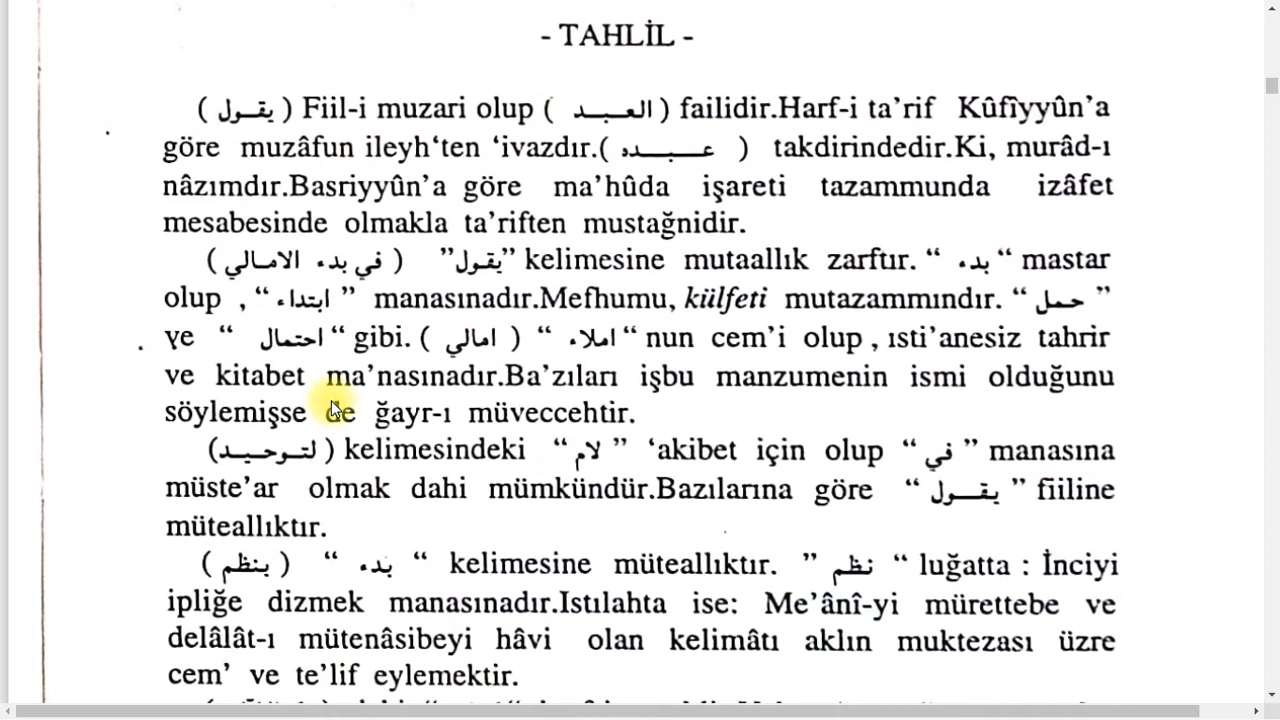 - TAHLİL -
( يقول ) Fiil-i muzari olup ( العبد ) failidir.Harf-i ta'rif Kûfîyyûn'a
göre muzâfun ileyh‘ten ‘ivazdır.( عبده ) takdirindedir.Ki, murâd-ı
nâzımdır.Basriyyûn'a göre ma'hûda işareti tazammunda izâfet
mesabesinde olmakla ta'riften mustağnidir.
( في بدء الامالي ) ”يقول” kelimesine mutaallık zarftır. “ بدء “ mastar
olup , “ ابتداء ” manasınadır.Mefhumu, külfeti mutazammındır. “ حمل ”
ve “ احتمال “ gibi. ( امالي ) “ املاء “ nun cem'i olup , ısti'anesiz tahrir
ve kitabet ma'nasınadır.Ba'zıları işbu manzumenin ismi olduğunu
söylemişse de ğayr-ı müveccehtir.
(لتوحيد ) kelimesindeki “ لام ” ‘akibet için olup “ في ” manasına
müste'ar olmak dahi mümkündür.Bazılarına göre “ يقول ” fiiline
müteallıktır.
( بنظم ) “ بدء “ kelimesine müteallıktır. ” نظم “ luğatta : İnciyi
ipliğe dizmek manasınadır.Istılahta ise: Me'ânî-yi mürettebe ve
delâlât-ı mütenâsibeyi hâvi olan kelimâtı aklın muktezası üzre
cem' ve te'lif eylemektir.